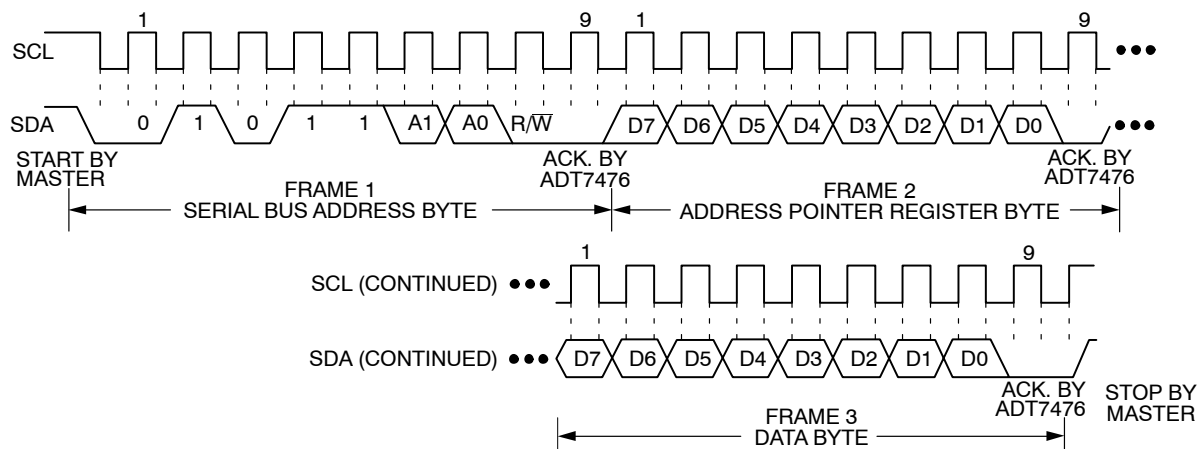 1 9 1 9
SCL
SDA 0 1 0 1 1 A1 A0 R/W̅ D7 D6 D5 D4 D3 D2 D1 D0
START BY
MASTER
ACK. BY
ADT7476
ACK. BY
ADT7476
FRAME 1
SERIAL BUS ADDRESS BYTE
FRAME 2
ADDRESS POINTER REGISTER BYTE
1 9
SCL (CONTINUED)
SDA (CONTINUED) D7 D6 D5 D4 D3 D2 D1 D0
ACK. BY
ADT7476
STOP BY
MASTER
FRAME 3
DATA BYTE